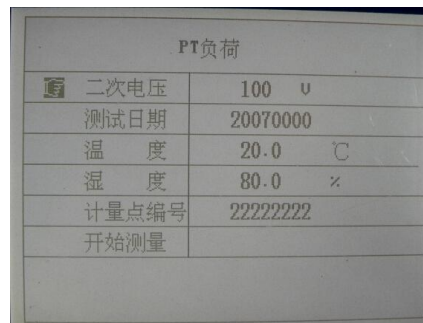 PT负荷
二次电压 100 V
测试日期 20070000
温 度 20.0 ℃
湿 度 80.0 %
计量点编号 22222222
开始测量